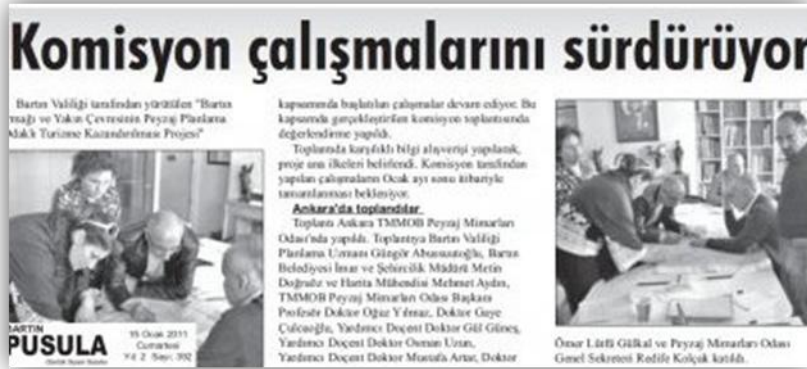 Komisyon çalışmalarını sürdürüyor
Bartın Valiliği tarafından yürütülen "Bartın
rmağı ve Yakın Çevresinin Peyzaj Planlama
Odaklı Turizme Kazandırılması Projesi"
kapsamında başlatılan çalışmalar devam ediyor. Bu
kapsamda gerçekleştirilen komisyon toplantısında
değerlendirme yapıldı.
Toplantıda karşılıklı bilgi alışverişi yapılarak,
proje ana ilkeleri belirlendi. Komisyon tarafından
yapılan çalışmaların Ocak ayı sonu itibariyle
tamamlanması bekleniyor.
Ankara'da toplandılar
Toplantı Ankara TMMOB Peyzaj Mimarları
Odası'nda yapıldı. Toplantıya Bartın Valiliği
Planlama Uzmanı Güngör Abussuutoğlu, Bartın
Belediyesi İmar ve Şehircilik Müdürü Metin
Doğrul ve Harita Mühendisi Mehmet Aydın,
TMMOB Peyzaj Mimarları Odası Başkanı
Profesör Doktor Oğuz Yılmaz, Doktor Gaye
Çulcuoğlu, Yardımcı Doçent Doktor Gül Güneş,
Yardımcı Doçent Doktor Osman Uzun,
Yardımcı Doçent Doktor Mustafa Artar, Doktor
Ömer Lütfi Gülkal ve Peyzaj Mimarları Odası
Genel Sekreteri Redife Kolçak katıldı.
BARTIN
PUSULA
15 Ocak 2011
Cumartesi
Yıl 2 Sayı: 392